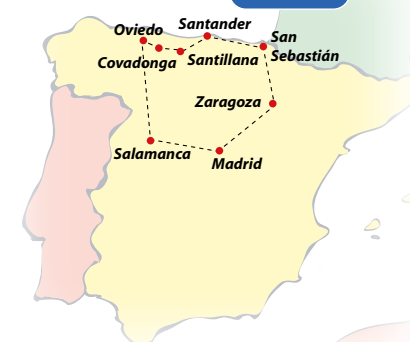 Santander
Oviedo
San
Sebastián
Covadonga
Santillana
Zaragoza
Salamanca
Madrid